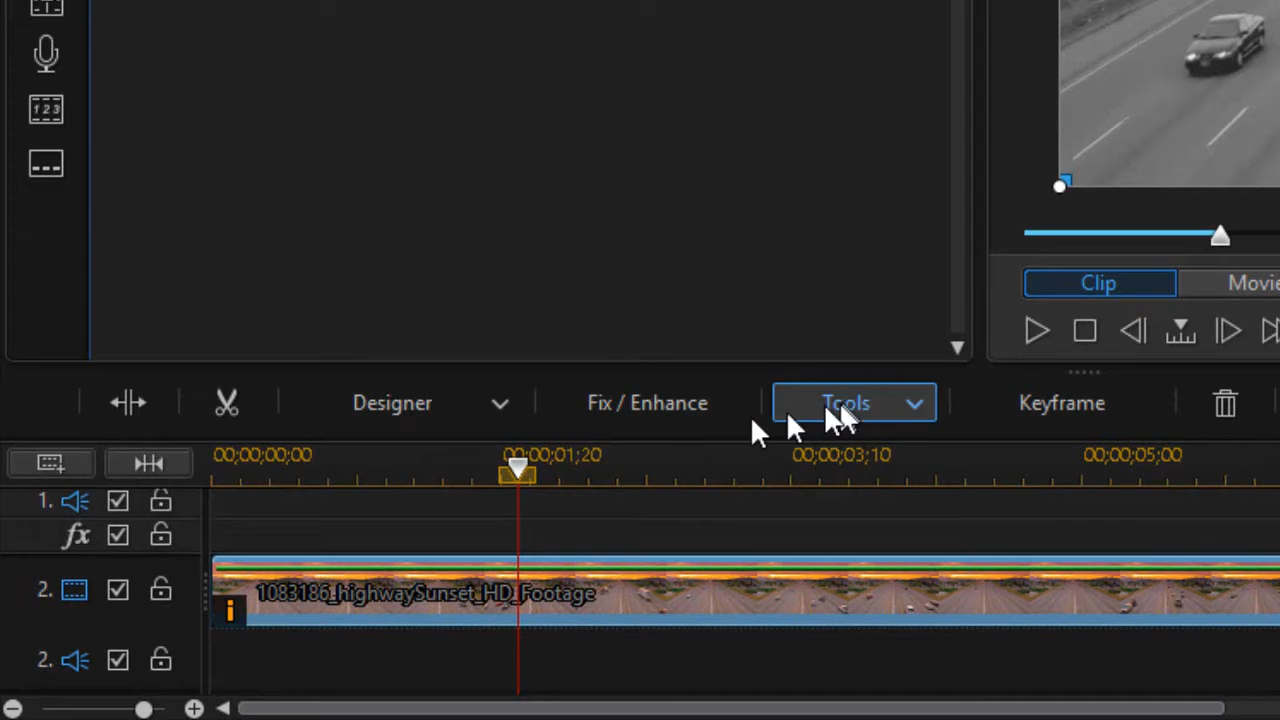 123
Clip Movie
Designer Fix / Enhance Tools Keyframe
00;00;00;00 00;00;01;20 00;00;03;10 00;00;05;00
1.
fx
2. 1083186_highwaySunset_HD_Footage
i
2.